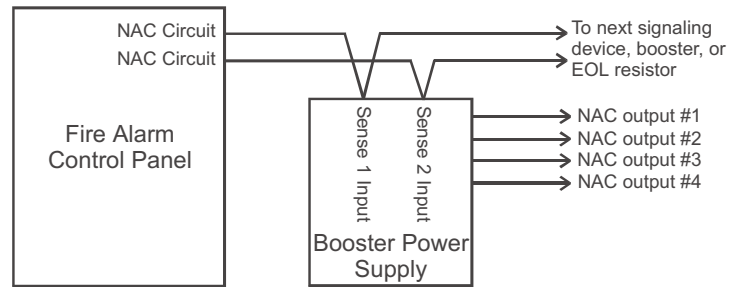 NAC Circuit
NAC Circuit
To next signaling
device, booster, or
EOL resistor
Fire Alarm
Control Panel
Sense 1 Input
Sense 2 Input
NAC output #1
NAC output #2
NAC output #3
NAC output #4
Booster Power
Supply